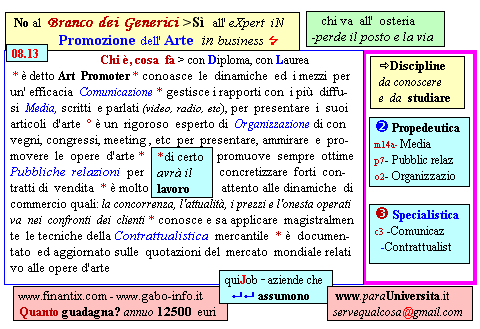 No al Branco dei Generici >Sì all' eXpert iN
Promozione dell' Arte in business
chi va all' osteria
-perde il posto e la via
08.13
Chi è, cosa fa > con Diploma, con Laurea
* è detto Art Promoter * conoasce le dinamiche ed i mezzi per
un' efficacia Comunicazione * gestisce i rapporti con i più diffu-
si Media, scritti e parlati (video, radio, etc), per presentare i suoi
articoli d'arte ° è un rigoroso esperto di Organizzazione di con
vegni, congressi, meeting, etc per presentare, ammirare e pro-
movere le opere d'arte * promuove sempre ottime
Pubbliche relazioni per concretizzare forti con-
tratti di vendita * è molto attento alle dinamiche di
*di certo
avrà il
lavoro
commercio quali: la concorrenza, l'attualità, i prezzi e l'onesta operati
va nei confronti dei clienti * conosce e sa applicare magistralmen
te le tecniche della Contrattualistica mercantile * è documen-
tato ed aggiornato sulle quotazioni del mercato mondiale relati
vo alle opere d'arte
⇨Discipline
da conoscere
e da studiare
❷ Propedeutica
m14a- Media
p7- Pubblic relaz
o2- Organizzazio
❸ Specialistica
c3 -Comunicaz
-Contrattualist
quiJob - aziende che
↵↵ assumono
www.finantix.com - www.gabo-info.it
Quanto guadagna? annuo 12500 euri
www.paraUniversita.it
servequalcosa@gmail.com